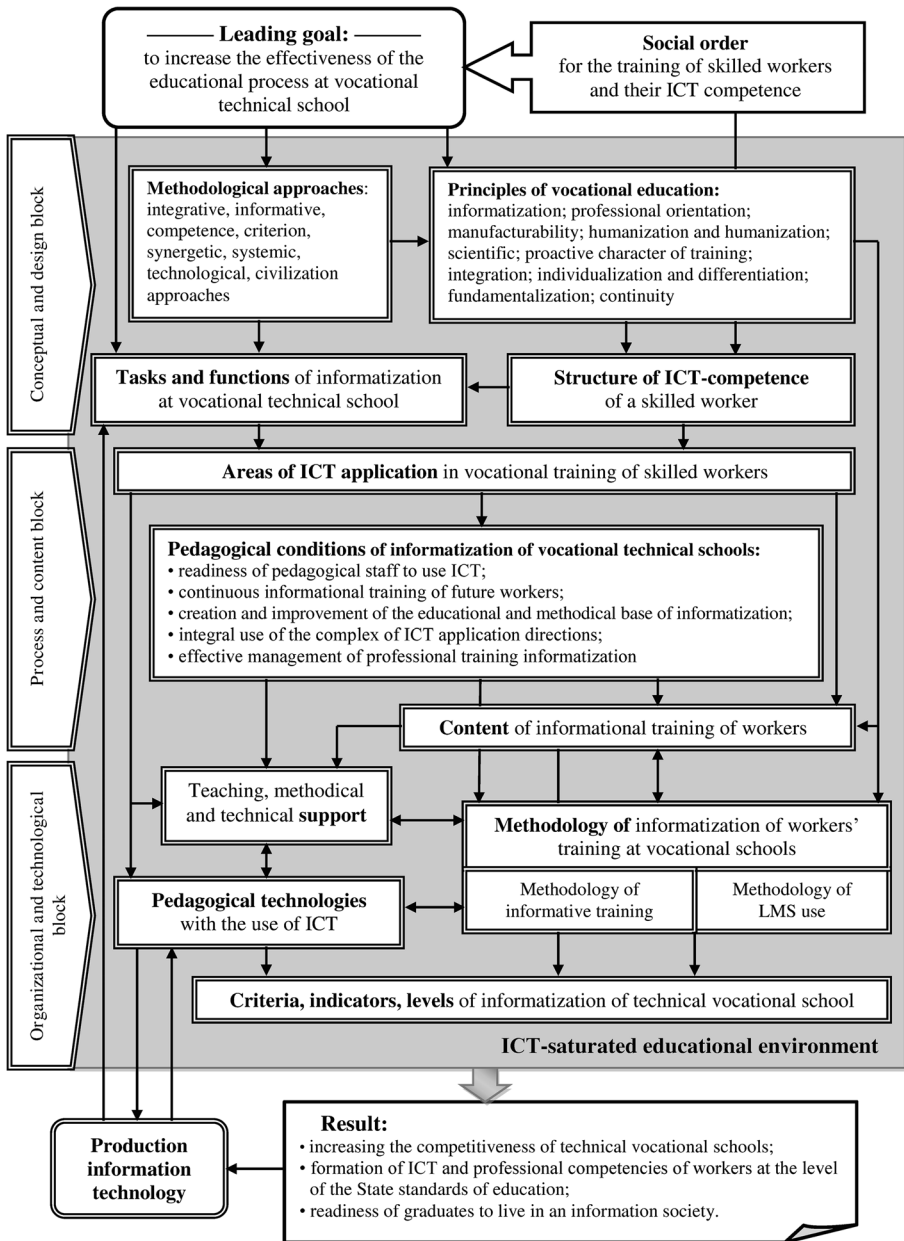 Leading goal:
to increase the effectiveness of the
educational process at vocational
technical school
Social order
for the training of skilled workers
and their ICT competence
Conceptual and design block
Methodological approaches:
integrative, informative,
competence, criterion,
synergetic, systemic,
technological, civilization
approaches
Principles of vocational education:
informatization; professional orientation;
manufacturability; humanization and humanization;
scientific; proactive character of training;
integration; individualization and differentiation;
fundamentalization; continuity
Tasks and functions of informatization
at vocational technical school
Structure of ICT-competence
of a skilled worker
Process and content block
Areas of ICT application in vocational training of skilled workers
Pedagogical conditions of informatization of vocational technical schools:
• readiness of pedagogical staff to use ICT;
• continuous informational training of future workers;
• creation and improvement of the educational and methodical base of informatization;
• integral use of the complex of ICT application directions;
• effective management of professional training informatization
Content of informational training of workers
Organizational and technological
block
Teaching, methodical
and technical support
Methodology of informatization of workers'
training at vocational schools
Methodology of
informative training
Methodology of
LMS use
Pedagogical technologies
with the use of ICT
Criteria, indicators, levels of informatization of technical vocational school
ICT-saturated educational environment
Production
information
technology
Result:
• increasing the competitiveness of technical vocational schools;
• formation of ICT and professional competencies of workers at the level
of the State standards of education;
• readiness of graduates to live in an information society.